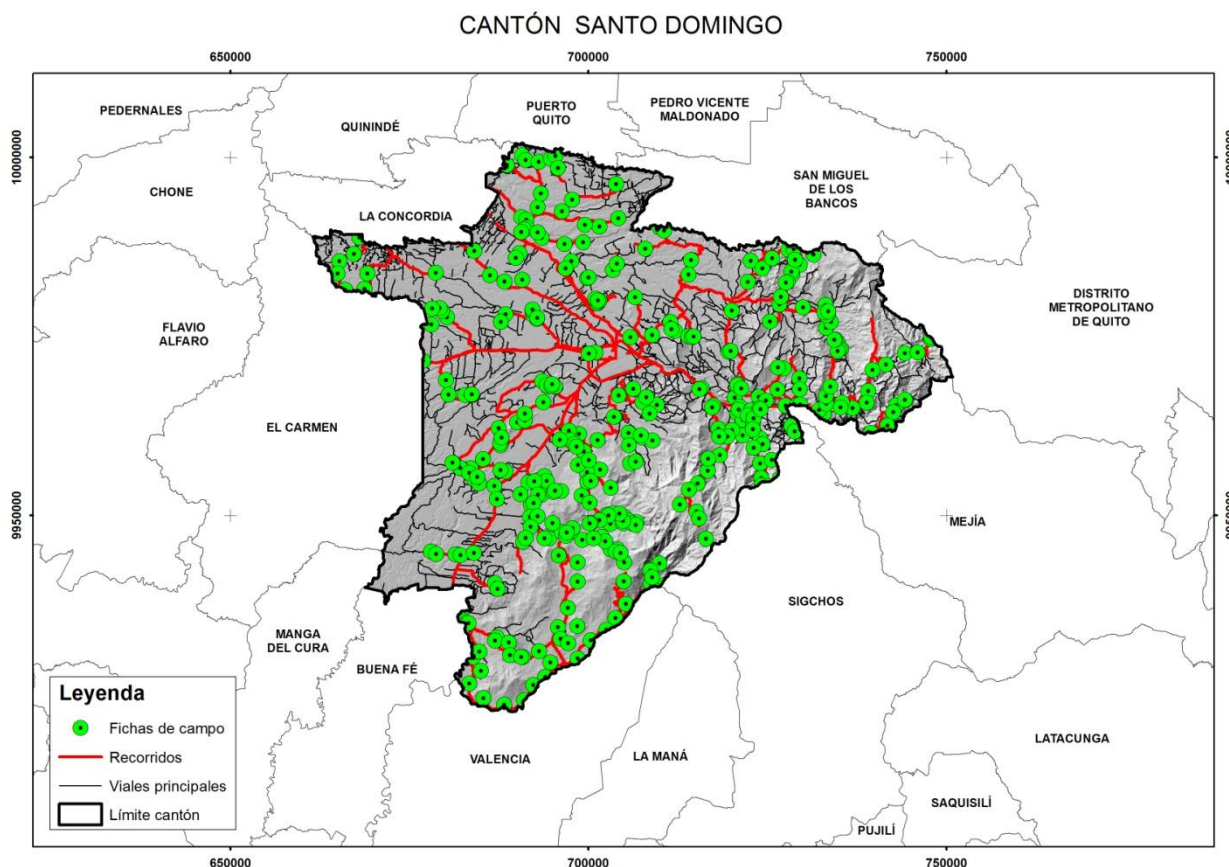 CANTÓN SANTO DOMINGO
650000
700000
750000
PEDERNALES
QUININDÉ
PUERTO
QUITO
PEDRO VICENTE
MALDONADO
10000000
10000000
CHONE
LA CONCORDIA
SAN MIGUEL
DE LOS
BANCOS
FLAVIO
ALFARO
DISTRITO
METROPOLITANO
DE QUITO
EL CARMEN
9950000
9950000
MEJÍA
SIGCHOS
MANGA
DEL CURA
BUENA FÉ
VALENCIA
LA MANÁ
LATACUNGA
SAQUISILÍ
PUJILÍ
Leyenda
Fichas de campo
Recorridos
Viales principales
Límite cantón
650000
700000
750000